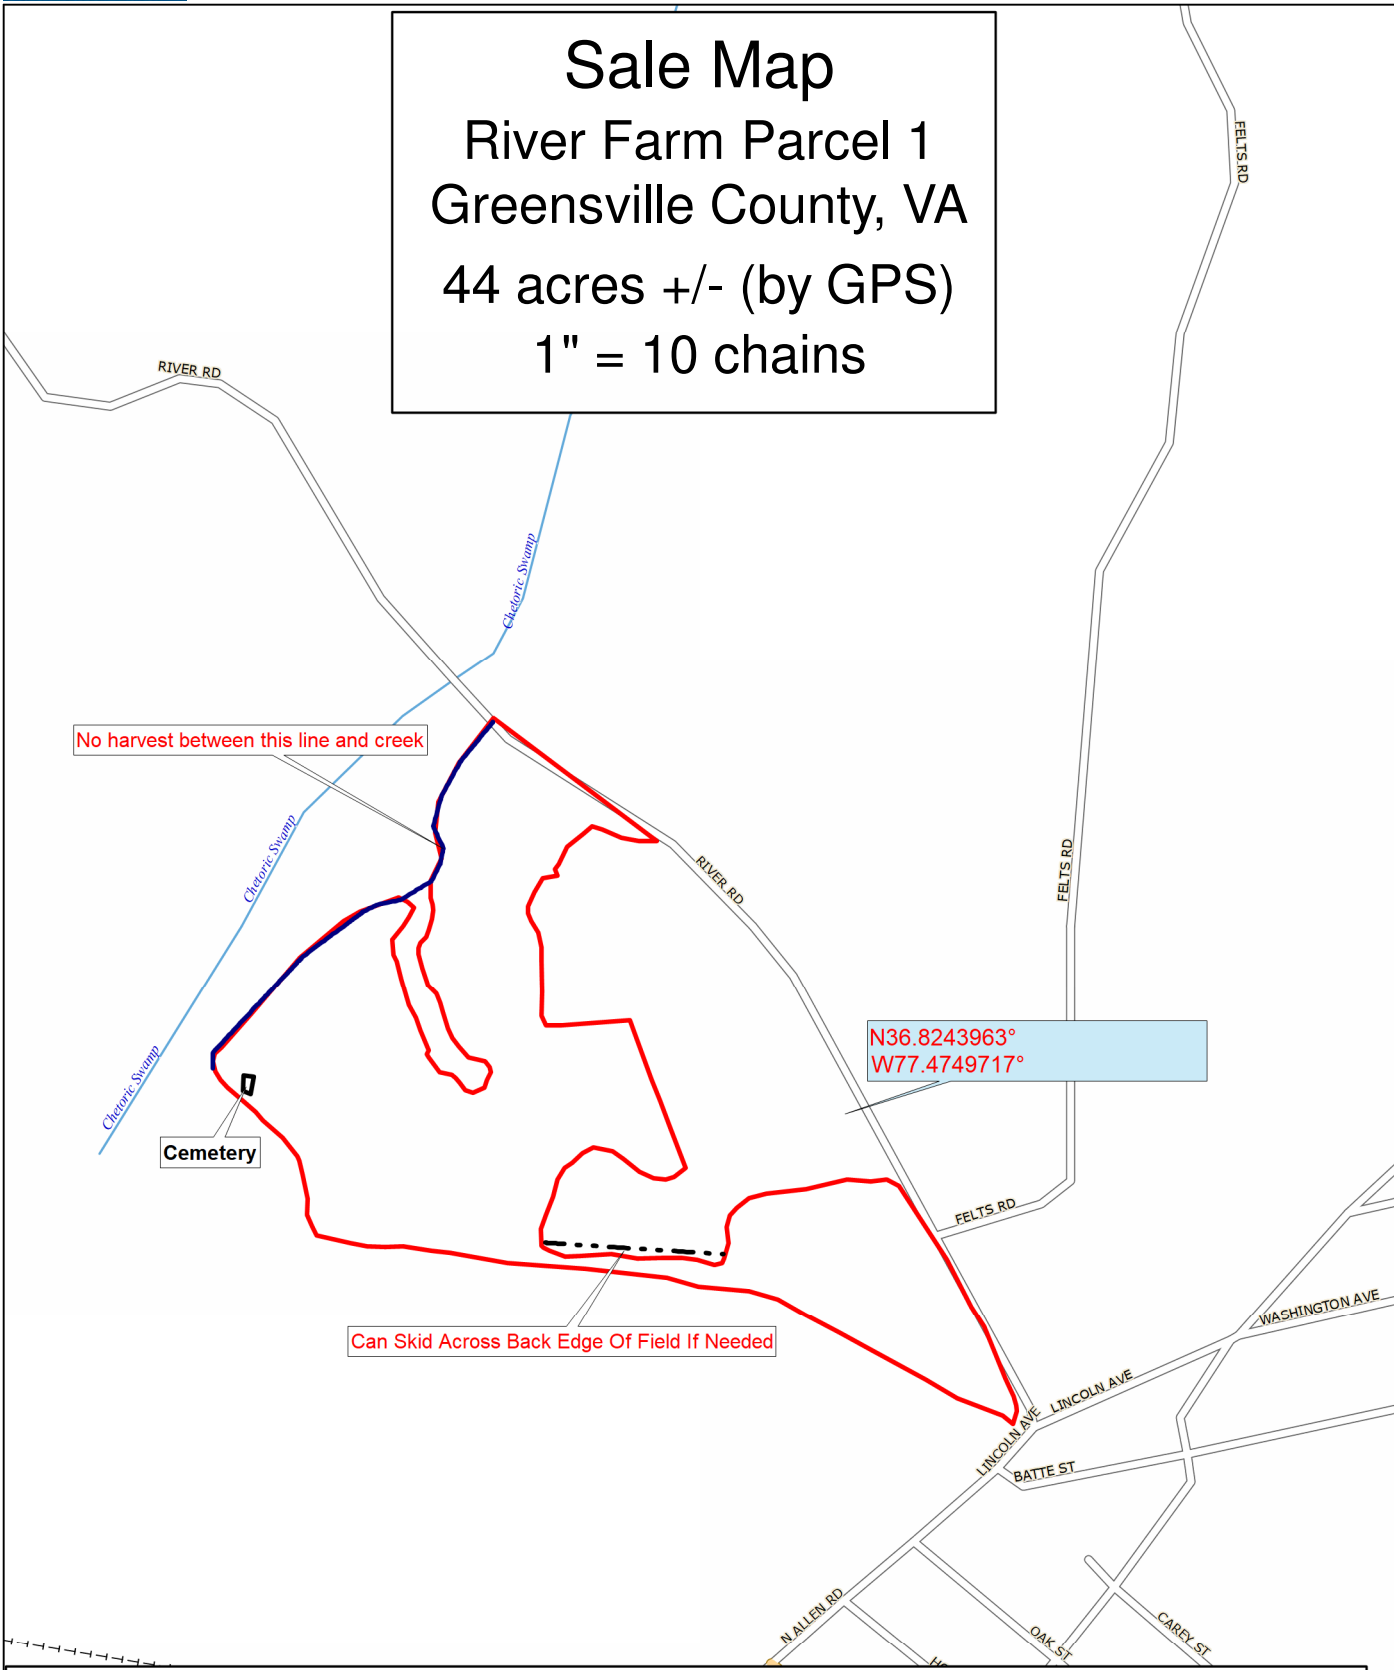 Sale Map
River Farm Parcel 1
Greensville County, VA
44 acres +/- (by GPS)
1" = 10 chains
FELTS RD
RIVER RD
Chetoric Swamp
No harvest between this line and creek
Chetoric Swamp
RIVER RD
FELTS RD
N36.8243963°
W77.4749717°
Chetoric Swamp
Cemetery
FELTS RD
Can Skid Across Back Edge Of Field If Needed
WASHINGTON AVE
LINCOLN AVE
LINCOLN AVE
BATTE ST
N ALLEN RD
OAK ST
CAREY ST